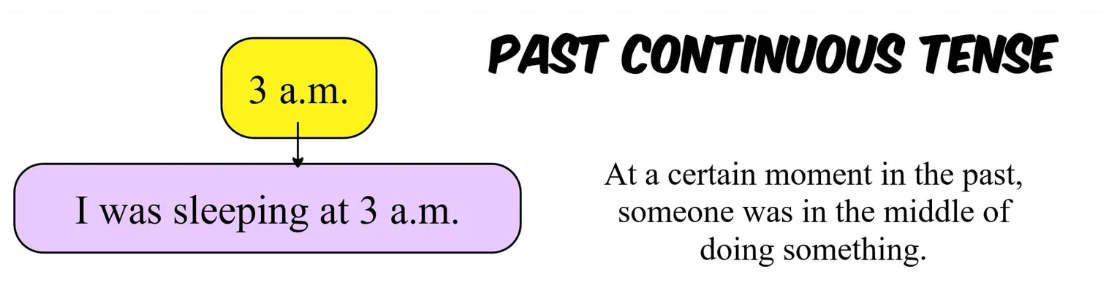 PAST CONTINUOUS TENSE
3 a.m.
I was sleeping at 3 a.m.
At a certain moment in the past,
someone was in the middle of
doing something.